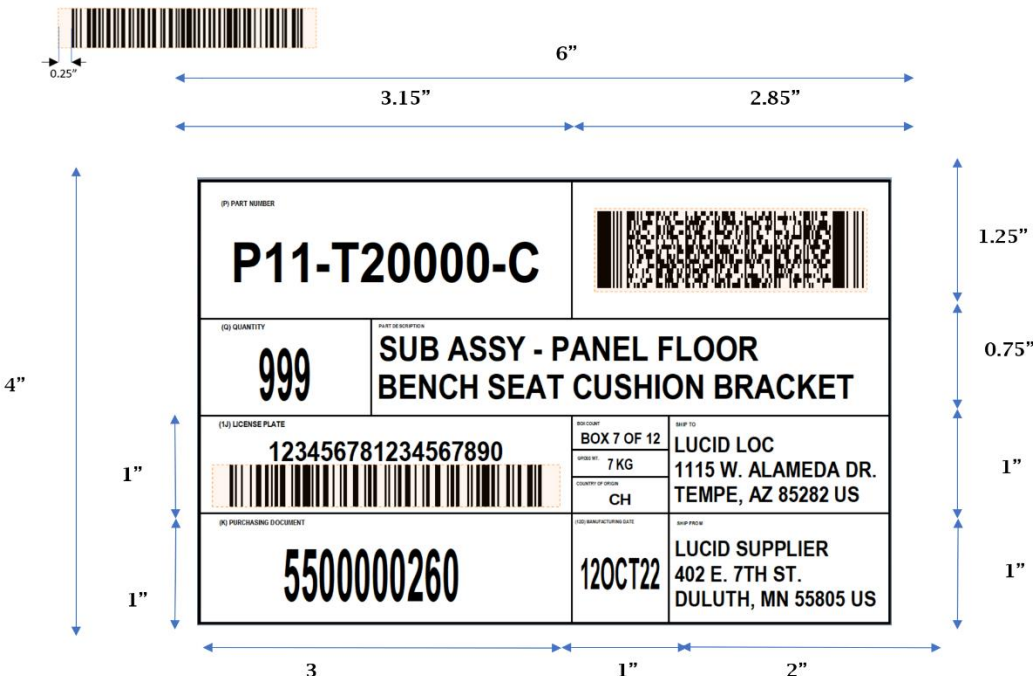 0.25”
6”
3.15”
2.85”
4”
(P) PART NUMBER
P11-T20000-C
1.25”
(Q) QUANTITY
999
PART DESCRIPTION
SUB ASSY - PANEL FLOOR
BENCH SEAT CUSHION BRACKET
0.75”
1”
(1J) LICENSE PLATE
123456781234567890
BOX COUNT
BOX 7 OF 12
GROSS WT.
7 KG
COUNTRY OF ORIGIN
CH
SHIP TO
LUCID LOC
1115 W. ALAMEDA DR.
TEMPE, AZ 85282 US
1”
1”
(K) PURCHASING DOCUMENT
5500000260
(12D) MANUFACTURING DATE
12OCT22
SHIP FROM
LUCID SUPPLIER
402 E. 7TH ST.
DULUTH, MN 55805 US
1”
3
1”
2”